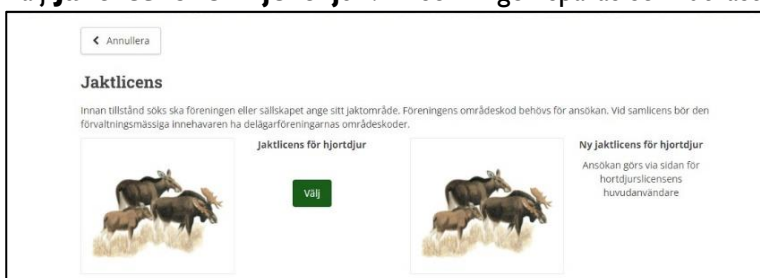 Annullera
Jaktlicens
Innan tillstånd söks ska föreningen eller sällskapet ange sitt jaktområde. Föreningens områdeskod behövs för ansökan. Vid samlicens bör den
förvaltningsmässiga innehavaren ha delägarföreningarnas områdeskoder.
Jaktlicens för hjortdjur
Välj
Ny jaktlicens för hjortdjur
Ansökan görs via sidan för
hortdjurslicensens
huvudanvändare